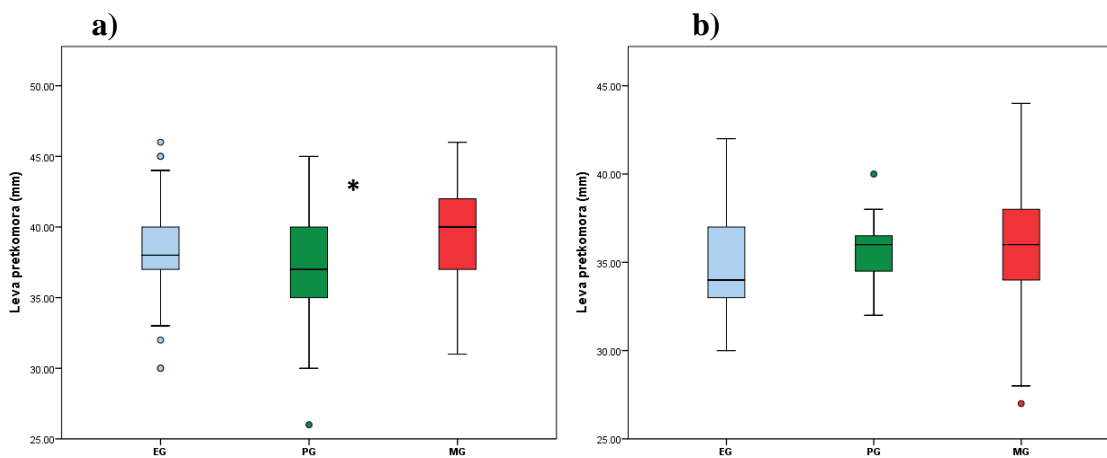 a)
Leva pretkomora (mm)
50.00
45.00
40.00
35.00
30.00
25.00
*
EG
PG
MG
b)
Leva pretkomora (mm)
45.00
40.00
35.00
30.00
25.00
EG
PG
MG